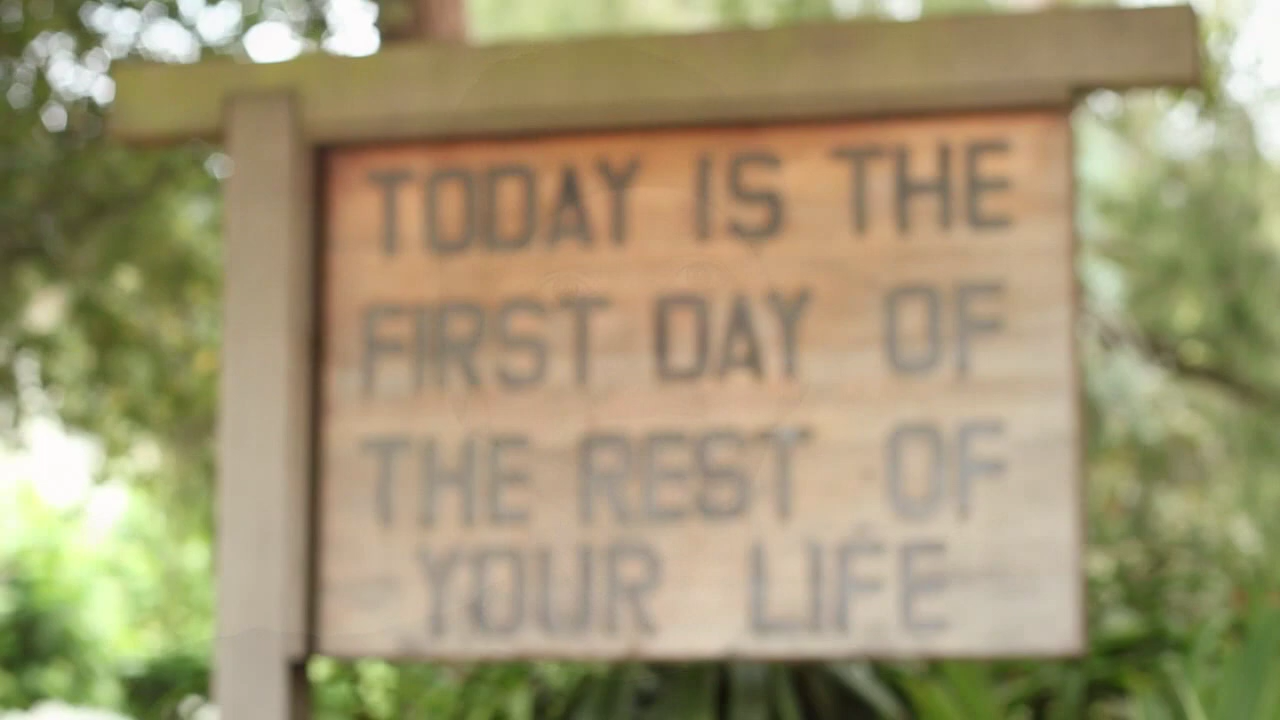 TODAY IS THE
FIRST DAY OF
THE REST OF
YOUR LIFE